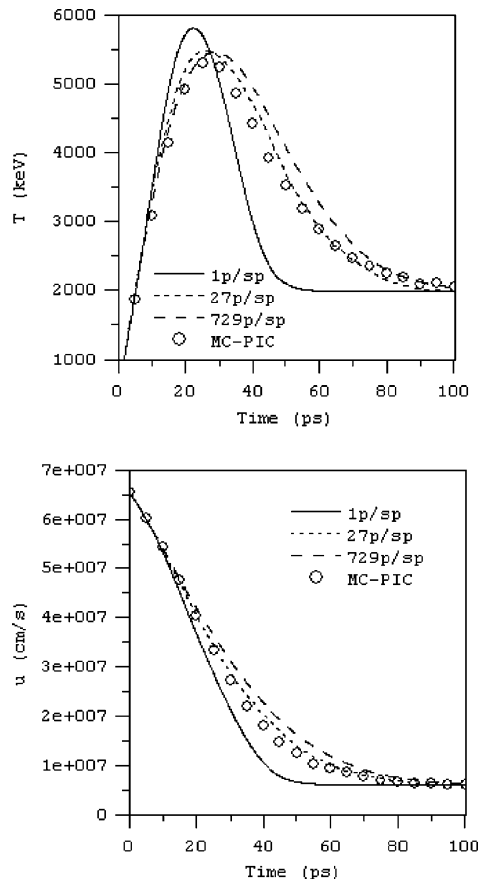 6000
5000
4000
3000
2000
1000
T (keV)
1p/sp
27p/sp
729p/sp
MC-PIC
0 20 40 60 80 100
Time (ps)
7e+007
6e+007
5e+007
4e+007
3e+007
2e+007
1e+007
0
u (cm/s)
1p/sp
27p/sp
729p/sp
MC-PIC
0 20 40 60 80 100
Time (ps)